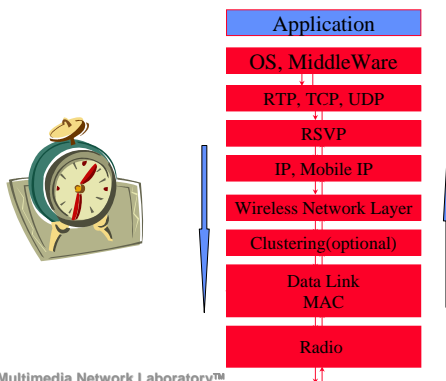 Application
OS, MiddleWare
RTP, TCP, UDP
RSVP
IP, Mobile IP
Wireless Network Layer
Clustering(optional)
Data Link
MAC
Radio
Multimedia Network Laboratory™